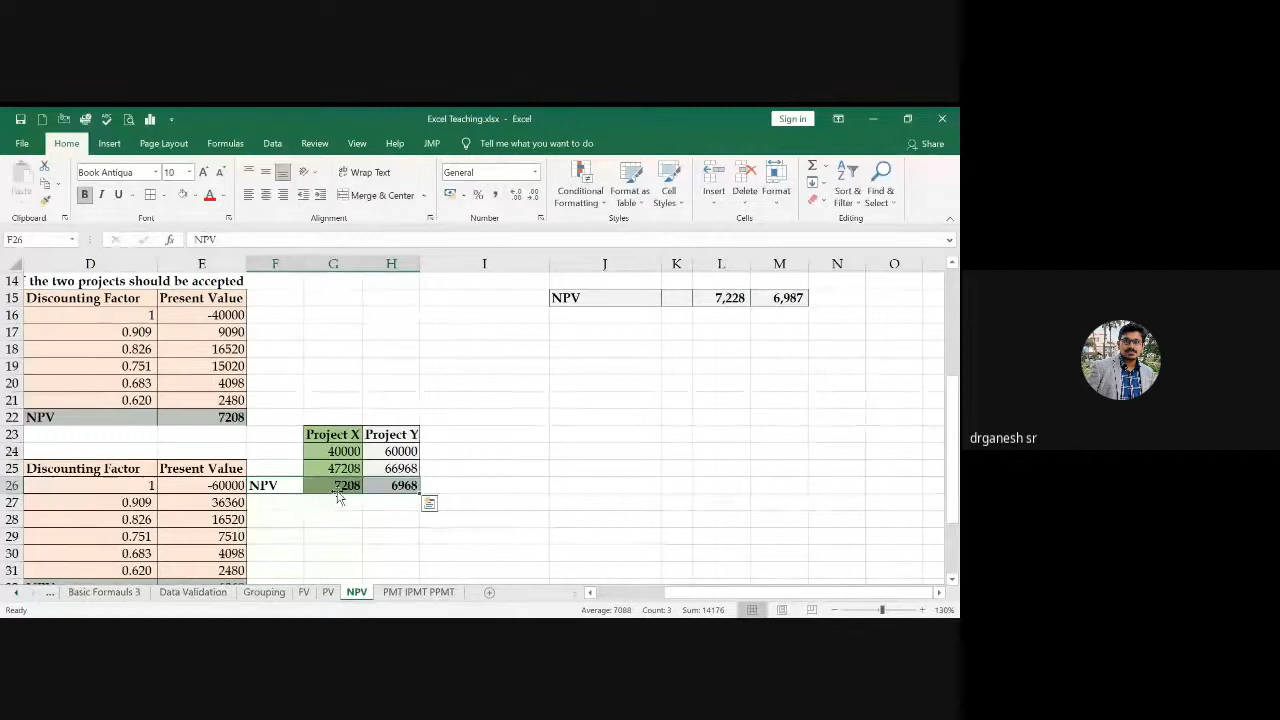 Excel Teaching.xlsx - Excel
Sign in
File Home Insert Page Layout Formulas Data Review View Help JMP Tell me what you want to do Share
Paste
Book Antiqua 10 Wrap Text General
B I U Merge & Center
Conditional Formatting Format as Table Cell Styles
Insert Delete Format
Sort & Filter Find & Select
Clipboard Font Alignment Number Styles Cells Editing
F26 NPV
D E F G H I J K L M N O
14 the two projects should be accepted
15 Discounting Factor Present Value NPV 7,228 6,987
16 1 -40000
17 0.909 9090
18 0.826 16520
19 0.751 15020
20 0.683 4098
21 0.620 2480
22 NPV 7208
23 Project X Project Y
24 40000 60000
25 Discounting Factor Present Value 47208 66968
26 1 -60000 NPV 7208 6968
27 0.909 36360
28 0.826 16520
29 0.751 7510
30 0.683 4098
31 0.620 2480
... Basic Formauls 3 Data Validation Grouping FV PV NPV PMT IPMT PPMT
Ready Average: 7088 Count: 3 Sum: 14176 130%
drganesh sr